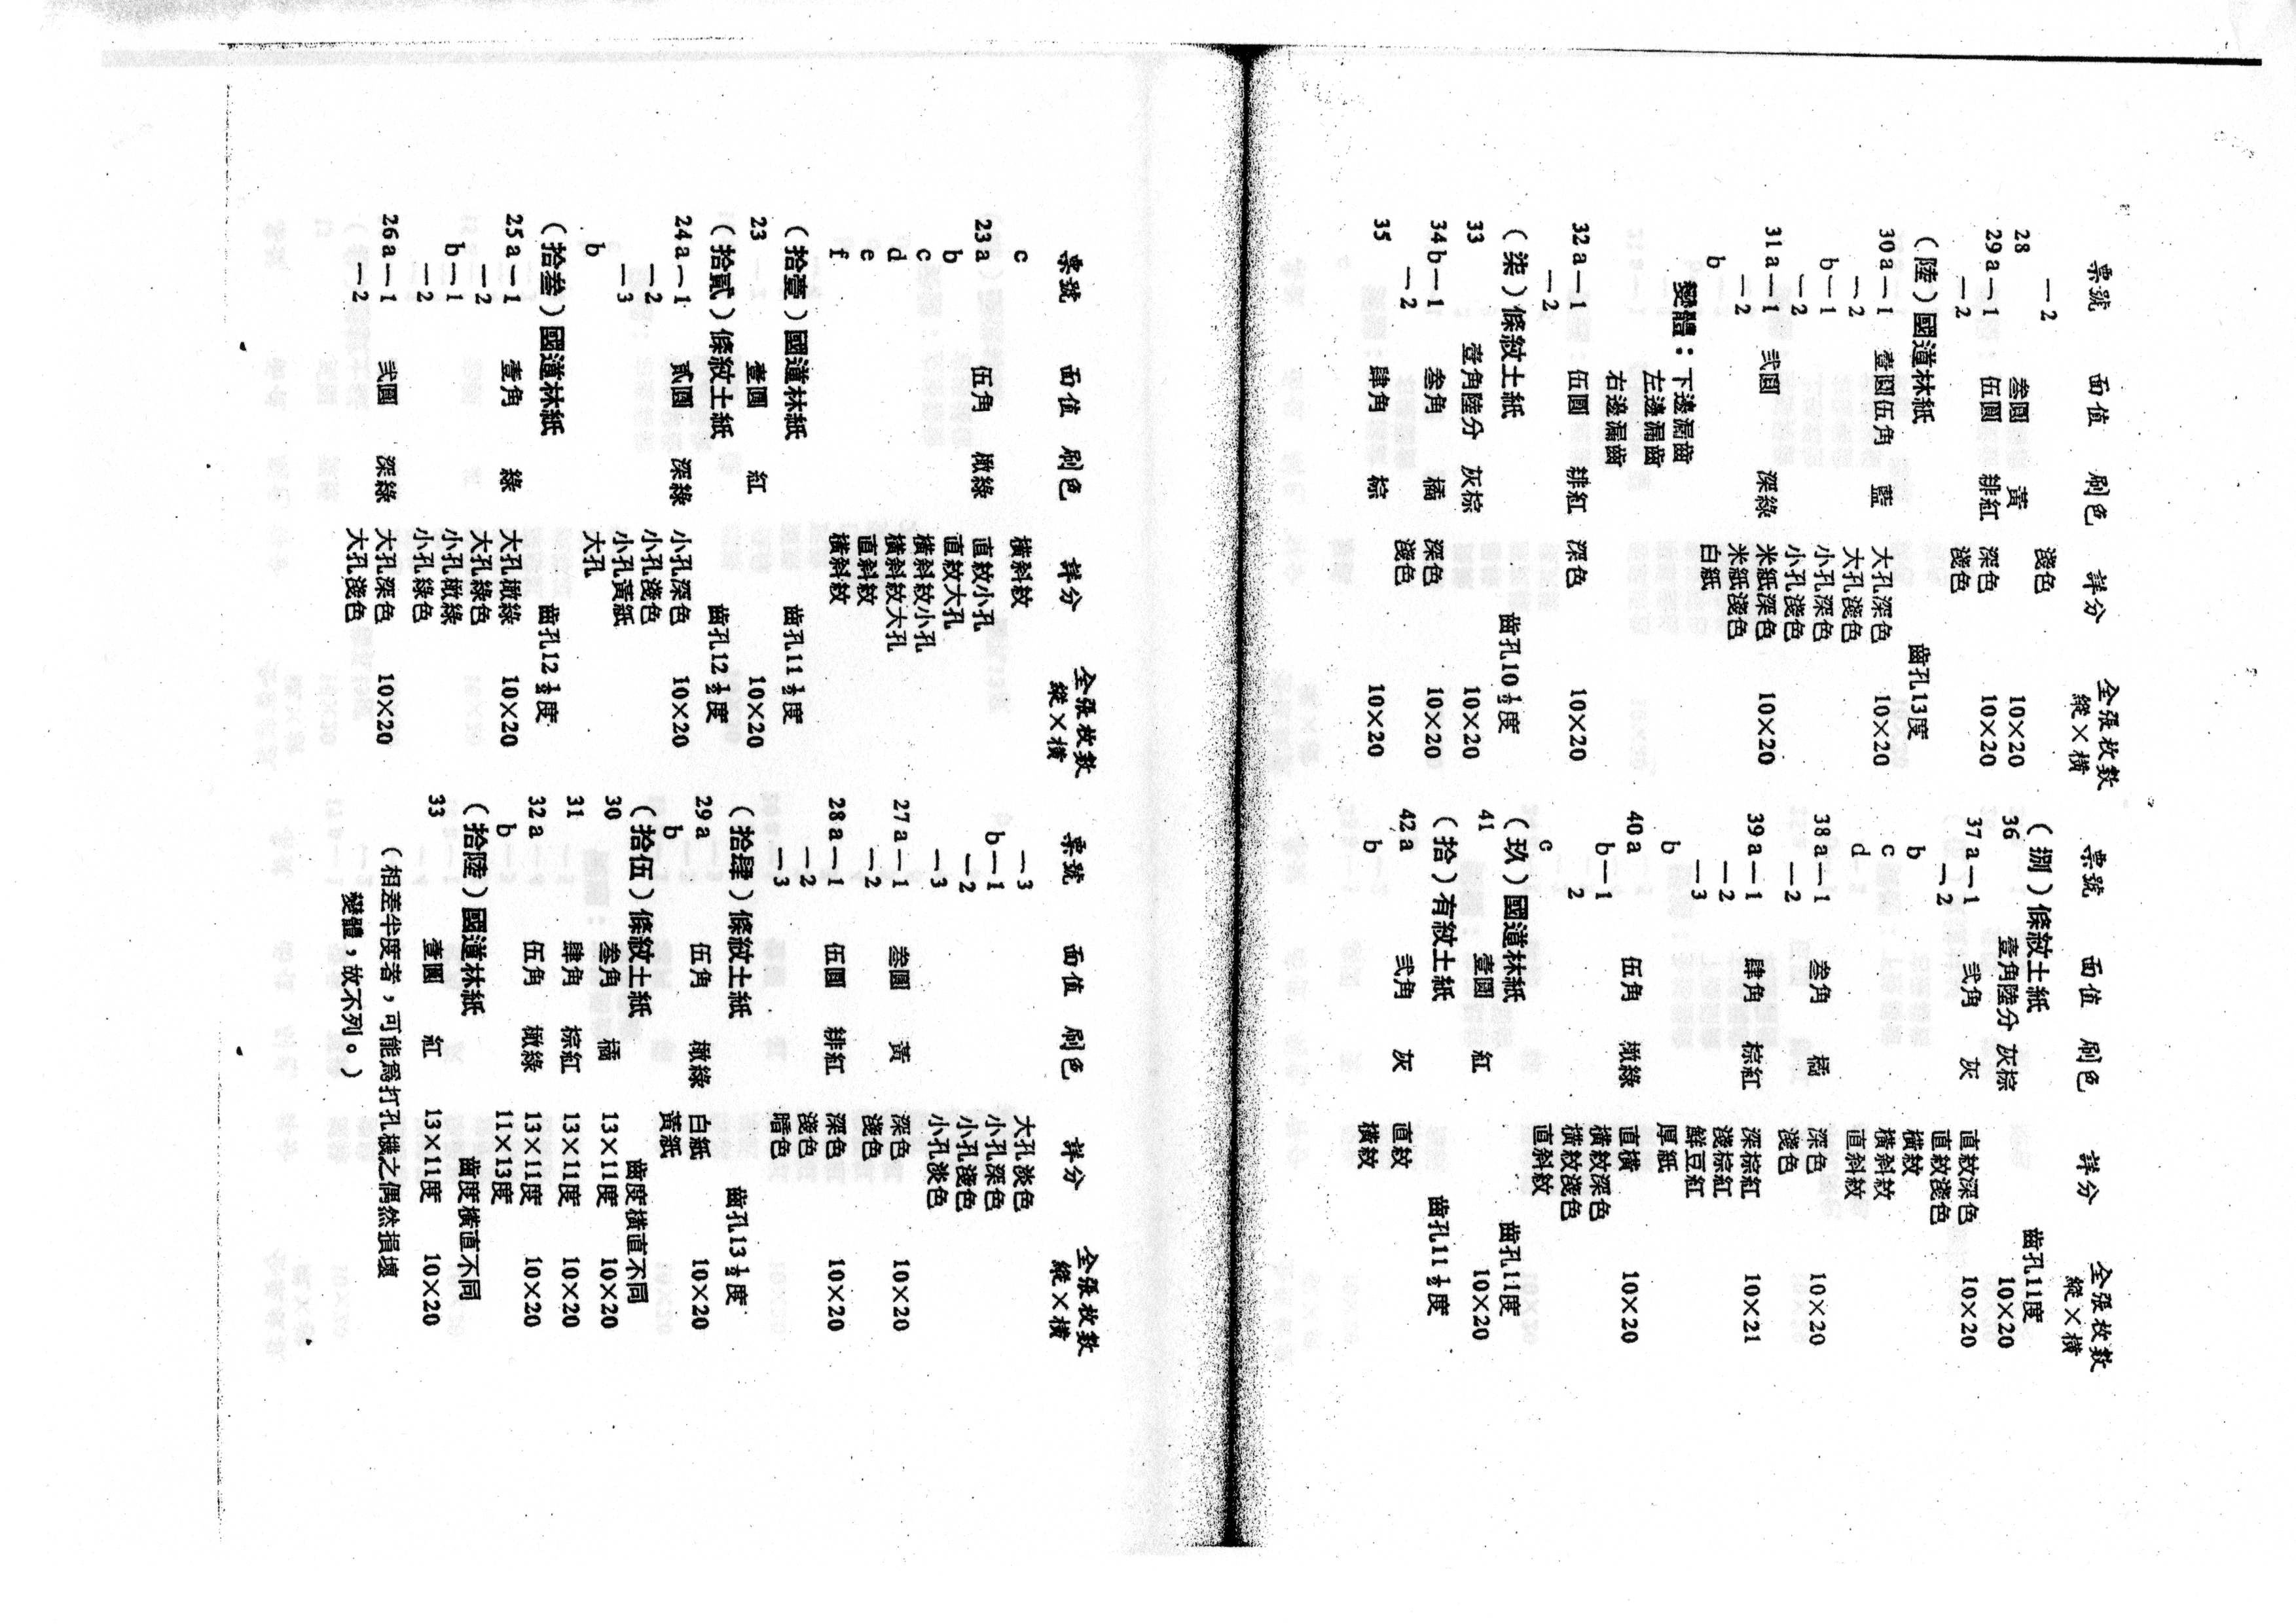 票號 面值 刷色 詳分 全張枚數 縱×橫
—2 淺色
28 叁圓 黃 10×20
29a—1 伍圓 緋紅 深色 10×20
—2 淺色
（陸）國道林紙 齒孔13度
30a—1 壹圓伍角 藍 大孔深色 10×20
—2 大孔淺色
b—1 小孔深色
—2 小孔淺色
31a—1 弍圓 深綠 米紙深色 10×20
—2 米紙淺色
b 白紙
變體：下邊漏齒
左邊漏齒
右邊漏齒
32a—1 伍圓 緋紅 深色 10×20
—2
（柒）條紋土紙 齒孔10½度
33 壹角陸分 灰棕 10×20
34b—1 叁角 橘 深色 10×20
—2 淺色
35 肆角 棕 10×20
票號 面值 刷色 詳分 全張枚數 縱×橫
（捌）條紋土紙 齒孔11度
36 壹角陸分 灰棕 10×20
37a—1 弍角 灰 直紋深色 10×20
—2 直紋淺色
b 橫紋
c 橫斜紋
d 直斜紋
38a—1 叁角 橘 深色 10×20
—2 淺色
39a—1 肆角 棕紅 深棕紅 10×21
—2 淺棕紅
—3 鮮豆紅
b 厚紙
40a 伍角 橄綠 直橫 10×20
b—1 橫紋深色
2 橫紋淺色
c 直斜紋
（玖）國道林紙 齒孔11度
41 壹圓 紅 10×20
（拾）有紋土紙 齒孔11½度
42a 弍角 灰 直紋
b 橫紋
票號 面值 刷色 詳分 全張枚數 縱×橫
c 橫斜紋
23a 伍角 橄綠 直紋小孔
b 直紋大孔
c 橫斜紋小孔
d 橫斜紋大孔
e 直斜紋
f 橫斜紋
（拾壹）國道林紙 齒孔11½度
23 壹圓 紅 10×20
（拾貳）條紋土紙 齒孔12½度
24a—1 貳圓 深綠 小孔深色 10×20
—2 小孔淺色
—3 小孔黃紙
b 大孔
（拾叁）國道林紙 齒孔12½度
25a—1 壹角 綠 大孔橄綠 10×20
—2 大孔綠色
b—1 小孔橄綠
—2 小孔綠色
26a—1 弍圓 深綠 大孔深色 10×20
—2 大孔淺色
票號 面值 刷色 詳分 全張枚數 縱×橫
—3 大孔淡色
b—1 小孔深色
—2 小孔淺色
—3 小孔淡色
27a—1 叁圓 黃 深色 10×20
—2 淺色
28a—1 伍圓 緋紅 深色 10×20
—2 淺色
—3 暗色
（拾肆）條紋土紙 齒孔13½度
29a 伍角 橄綠 白紙 10×20
b 黃紙
（拾伍）條紋土紙 齒度橫直不同
30 叁角 橘 13×11度 10×20
31 肆角 棕紅 13×11度 10×20
32a 伍角 橄綠 13×11度 10×20
b 11×13度
（拾陸）國道林紙 齒度橫直不同
33 壹圓 紅 13×11度 10×20
（相差半度者，可能爲打孔機之偶然損壞
變體，故不列。）